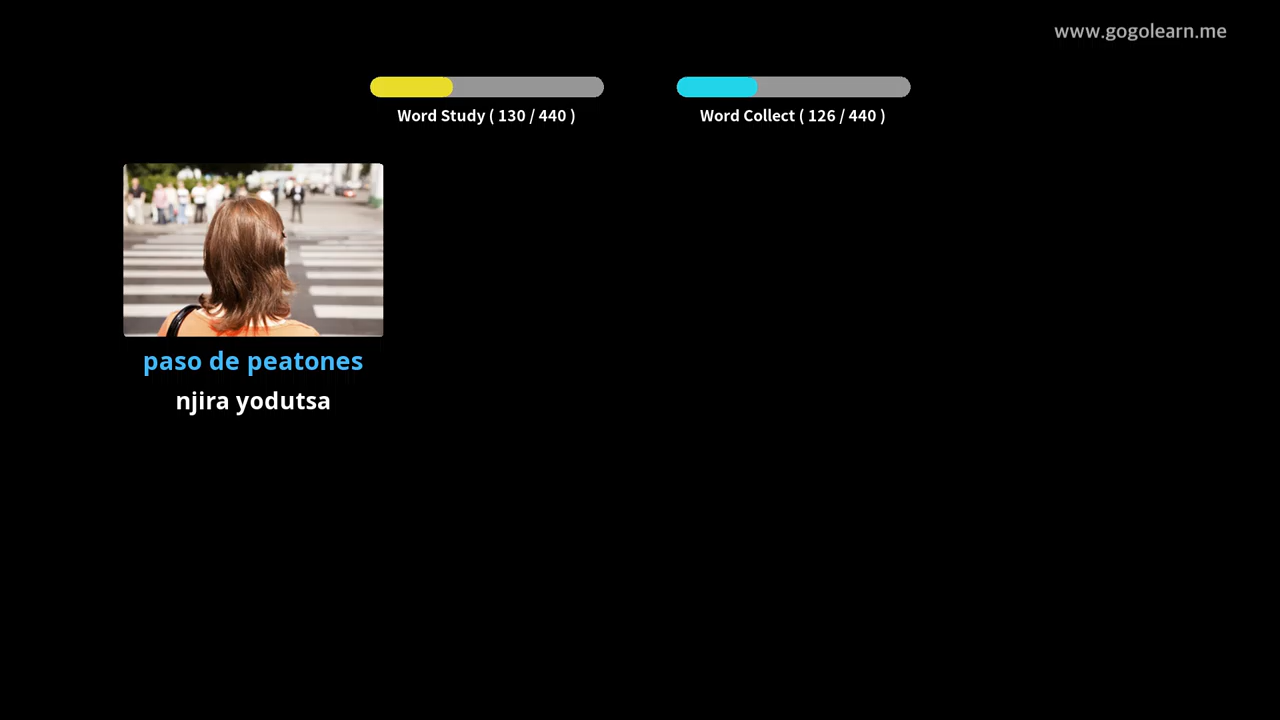 www.gogolearn.me
Word Study ( 130 / 440 )
Word Collect ( 126 / 440 )
paso de peatones
njira yodutsa